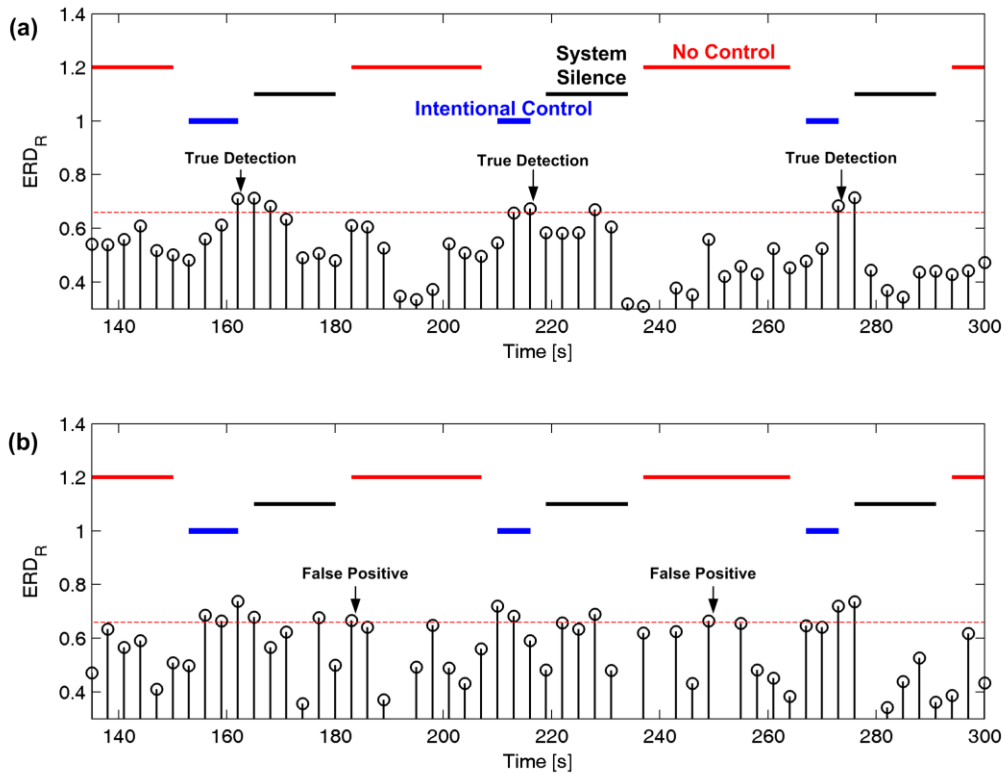 (a)
1.4
1.2
1
0.8
0.6
0.4
ERD_R
System
Silence
No Control
Intentional Control
True Detection
True Detection
True Detection
140 160 180 200 220 240 260 280 300
Time [s]
(b)
1.4
1.2
1
0.8
0.6
0.4
ERD_R
False Positive
False Positive
140 160 180 200 220 240 260 280 300
Time [s]